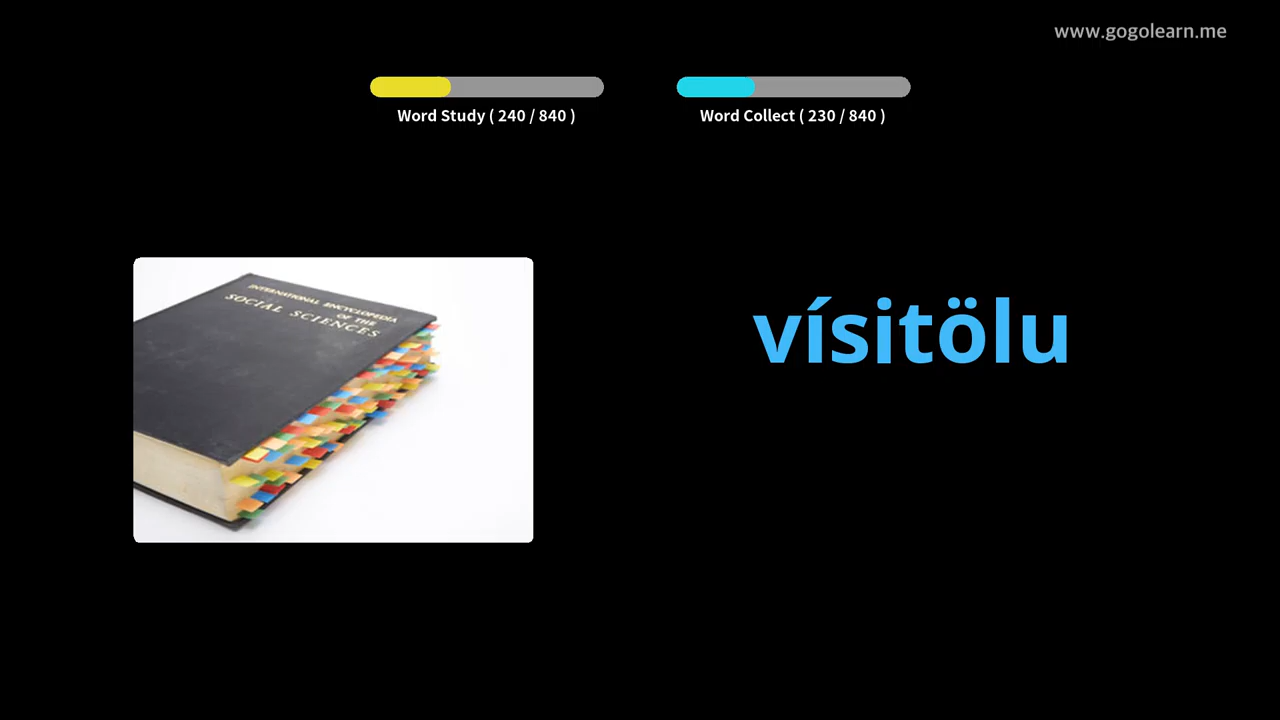 www.gogolearn.me
Word Study ( 240 / 840 )
Word Collect ( 230 / 840 )
INTERNATIONAL ENCYCLOPEDIA
OF THE
SOCIAL SCIENCES
vísitölu